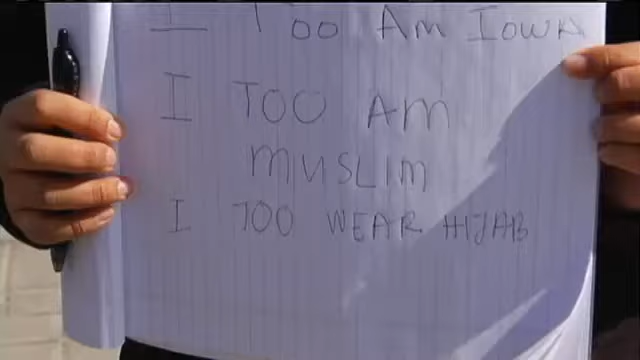 I Too Am Iowa
I TOO AM
MUSLIM
I TOO WEAR HIJAB